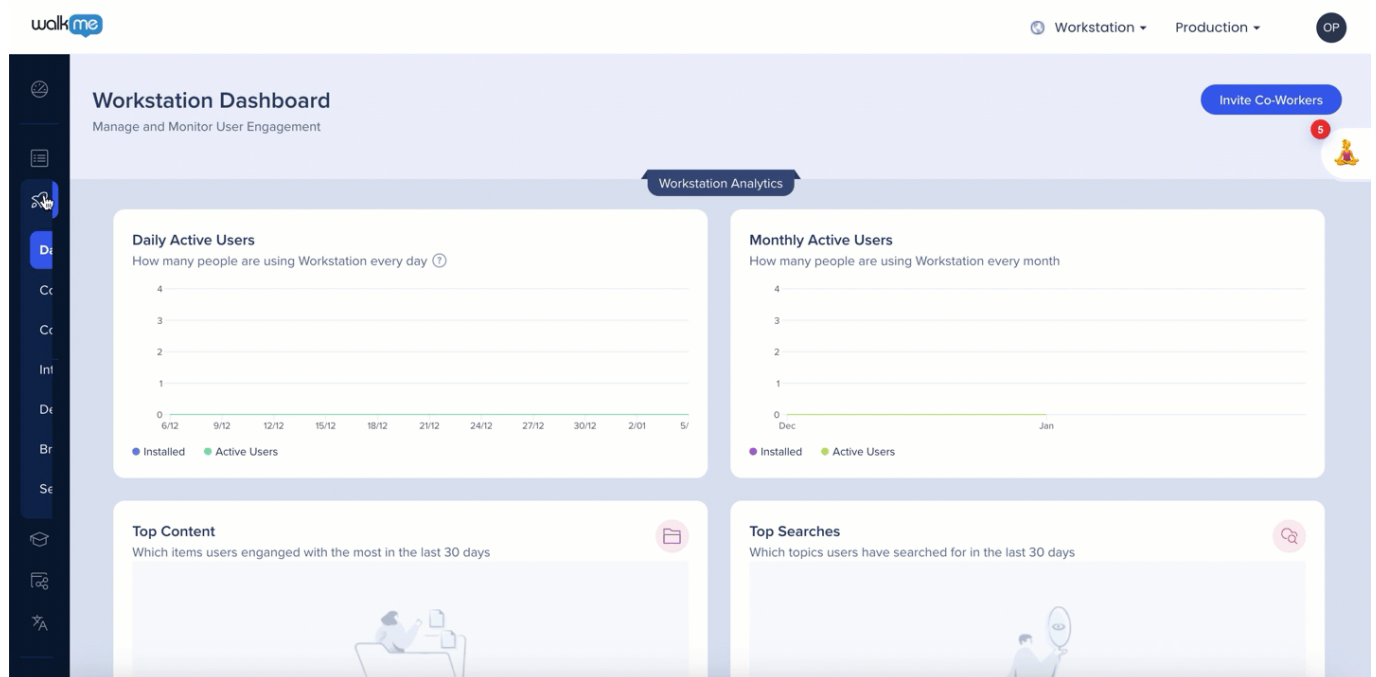 walkme
Workstation
Production
OP
Workstation Dashboard
Manage and Monitor User Engagement
Invite Co-Workers
5
Da
Co
Co
Int
De
Br
Se
Workstation Analytics
Daily Active Users
How many people are using Workstation every day ?
4
3
2
1
0
6/12 9/12 12/12 15/12 18/12 21/12 24/12 27/12 30/12 2/01 5/
Installed Active Users
Monthly Active Users
How many people are using Workstation every month
4
3
2
1
0
Dec Jan
Installed Active Users
Top Content
Which items users enganged with the most in the last 30 days
Top Searches
Which topics users have searched for in the last 30 days